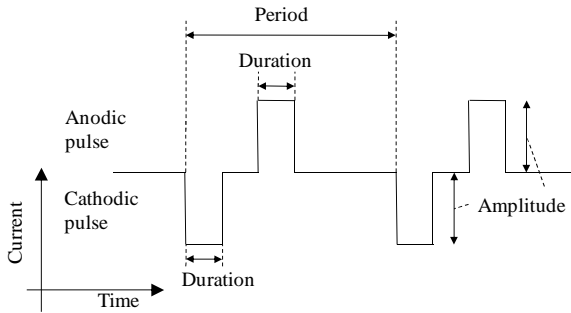 Period
Duration
Anodic
pulse
Cathodic
pulse
Amplitude
Current
Duration
Time